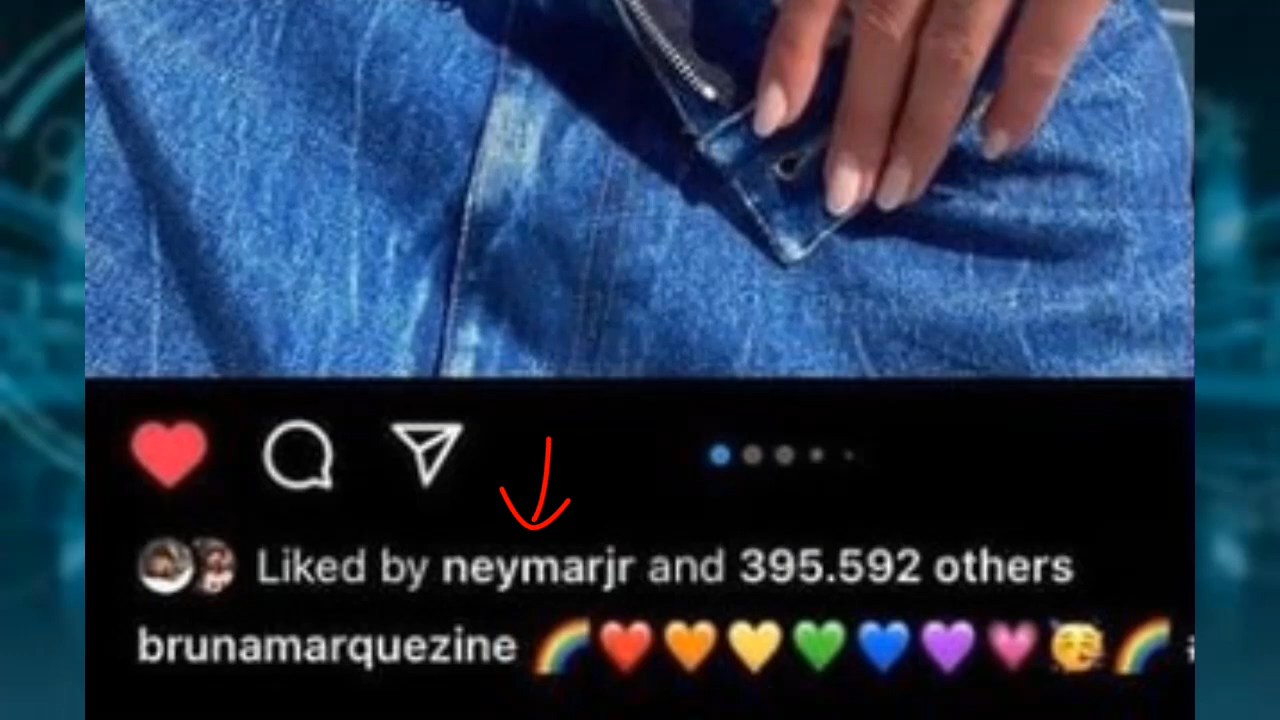 Liked by neymarjr and 395.592 others
brunamarquezine 🌈❤️🧡💛💚💙💜💗🥳🌈